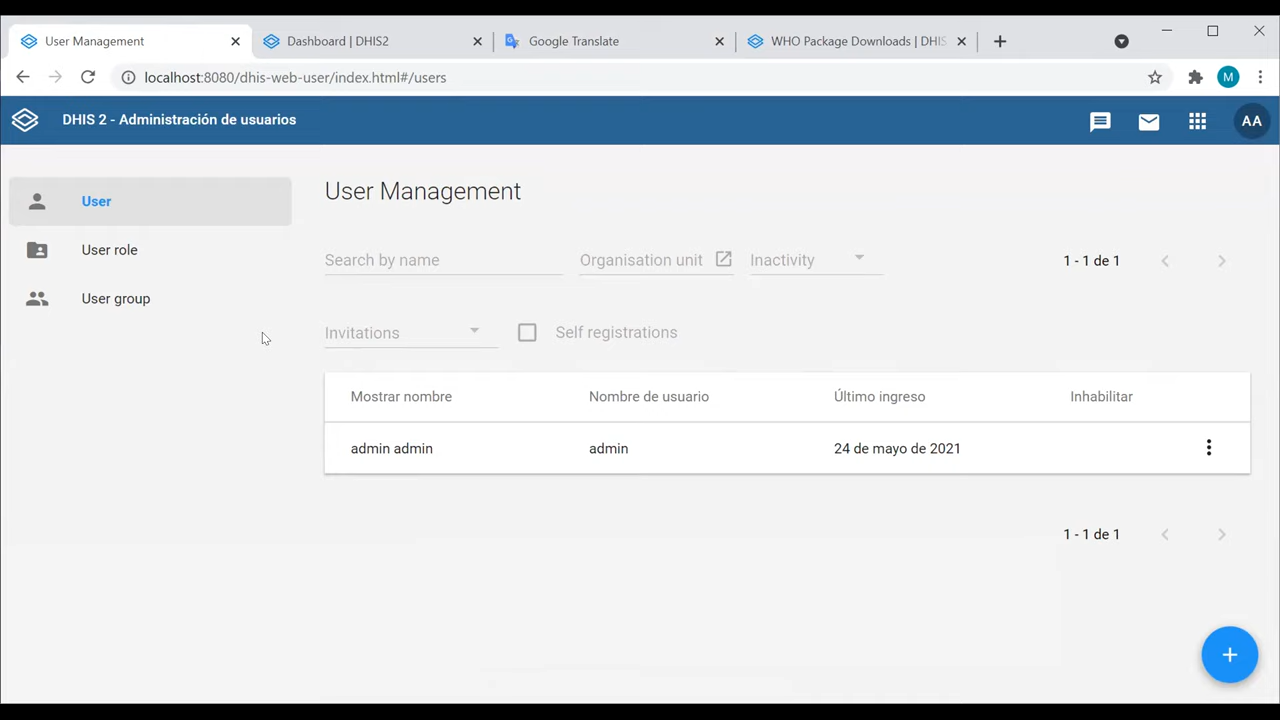 User Management
Dashboard | DHIS2
Google Translate
WHO Package Downloads | DHIS
localhost:8080/dhis-web-user/index.html#/users
M
DHIS 2 - Administración de usuarios
AA
User
User role
User group
User Management
Search by name
Organisation unit
Inactivity
1 - 1 de 1
Invitations
Self registrations
Mostrar nombre
Nombre de usuario
Último ingreso
Inhabilitar
admin admin
admin
24 de mayo de 2021
1 - 1 de 1